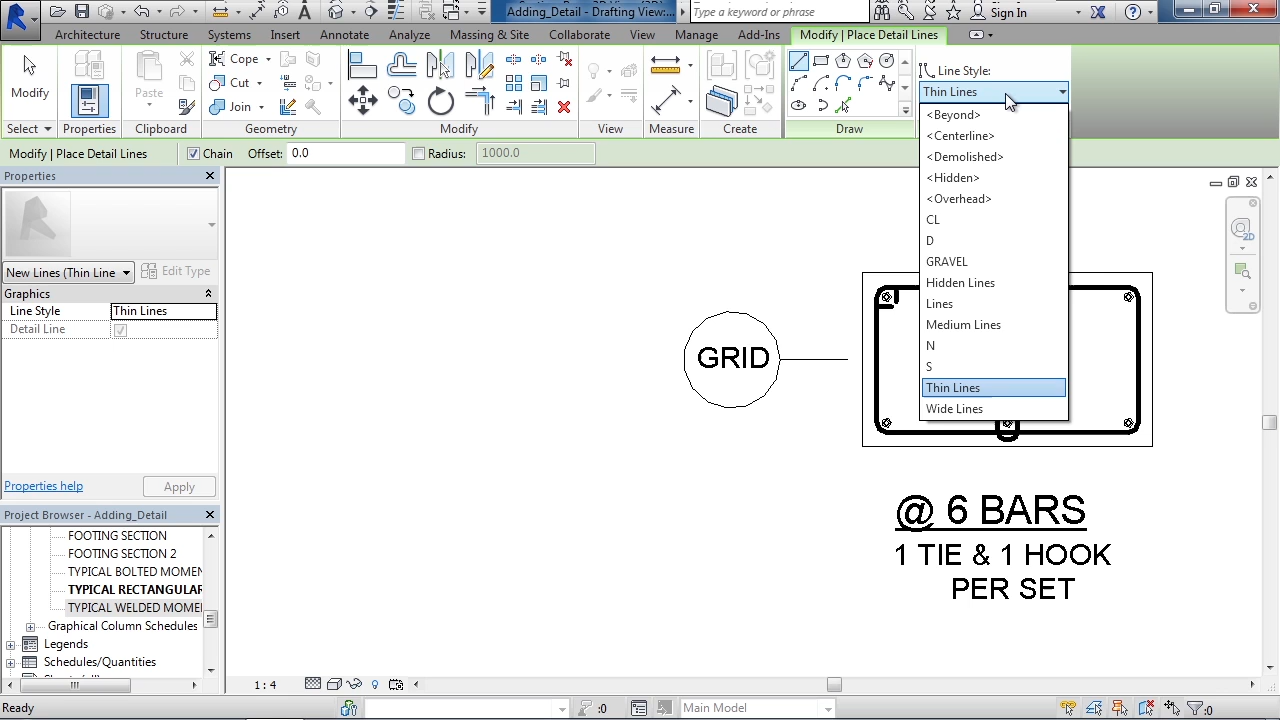 Adding_Detail - Drafting View:...
Type a keyword or phrase
Sign In
Architecture
Structure
Systems
Insert
Annotate
Analyze
Massing & Site
Collaborate
View
Manage
Add-Ins
Modify | Place Detail Lines
Modify
Paste
Cope
Cut
Join
Line Style:
Thin Lines
Select
Properties
Clipboard
Geometry
Modify
View
Measure
Create
Draw
Modify | Place Detail Lines
Chain
Offset:
0.0
Radius:
1000.0
<Beyond>
<Centerline>
<Demolished>
<Hidden>
<Overhead>
CL
D
GRAVEL
Hidden Lines
Lines
Medium Lines
N
S
Thin Lines
Wide Lines
Properties
New Lines (Thin Line
Edit Type
Graphics
Line Style
Thin Lines
Detail Line
Properties help
Apply
Project Browser - Adding_Detail
FOOTING SECTION
FOOTING SECTION 2
TYPICAL BOLTED MOMEN
TYPICAL RECTANGULAR
TYPICAL WELDED MOME
Graphical Column Schedules
Legends
Schedules/Quantities
GRID
@ 6 BARS
1 TIE & 1 HOOK
PER SET
2D
1 : 4
Ready
:0
Main Model
:0